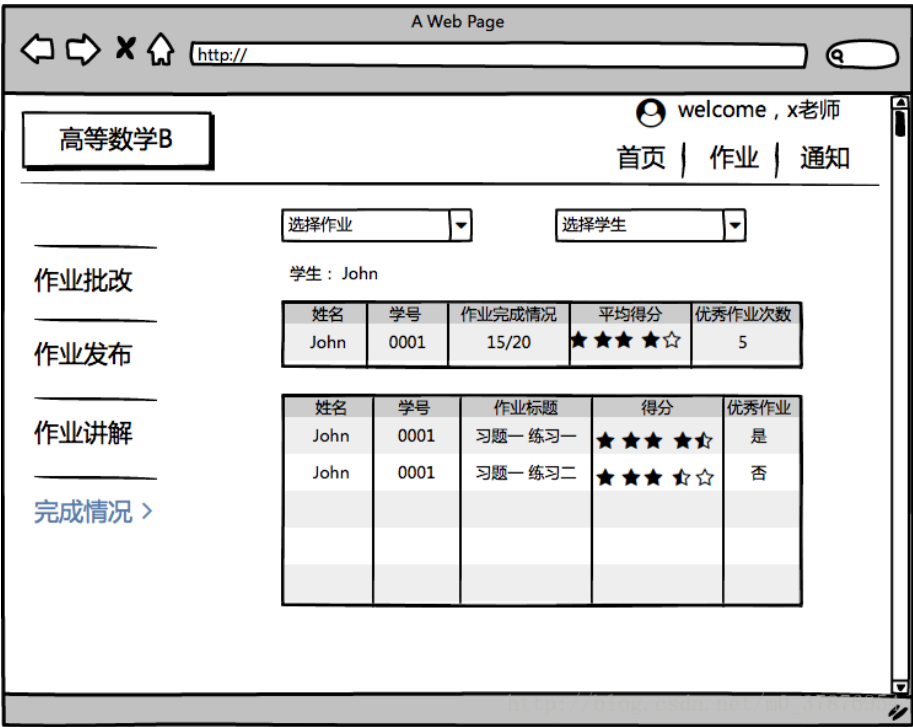 A Web Page
http://
welcome，x老师
高等数学B
首页 作业 通知
选择作业 选择学生
学生： John
作业批改
作业发布
作业讲解
完成情况 >
姓名 学号 作业完成情况 平均得分 优秀作业次数
John 0001 15/20 5
姓名 学号 作业标题 得分 优秀作业
John 0001 习题一 练习一 是
John 0001 习题一 练习二 否